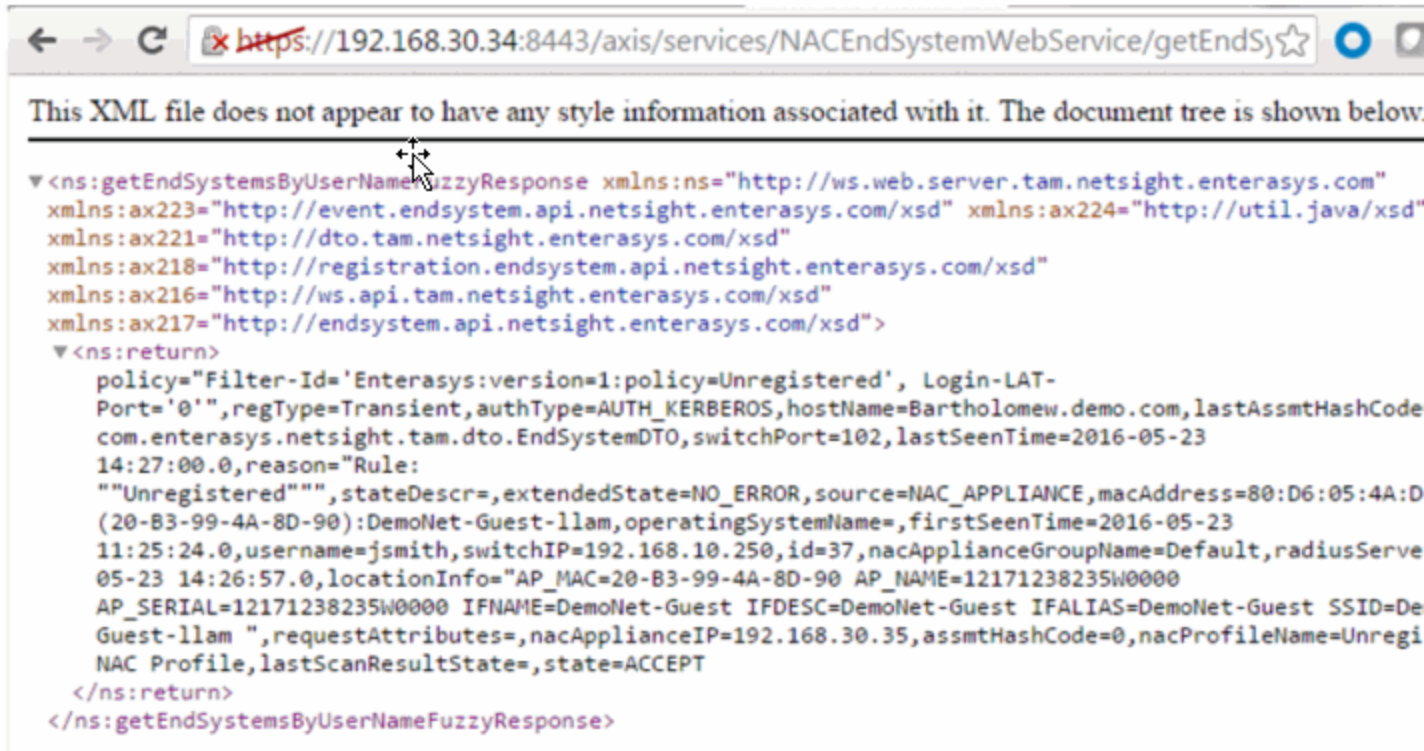 https://192.168.30.34:8443/axis/services/NACEndSystemWebService/getEndSy
This XML file does not appear to have any style information associated with it. The document tree is shown below.
▼<ns:getEndSystemsByUserNameFuzzyResponse xmlns:ns="http://ws.web.server.tam.netsight.enterasys.com"
xmlns:ax223="http://event.endsystem.api.netsight.enterasys.com/xsd" xmlns:ax224="http://util.java/xsd"
xmlns:ax221="http://dto.tam.netsight.enterasys.com/xsd"
xmlns:ax218="http://registration.endsystem.api.netsight.enterasys.com/xsd"
xmlns:ax216="http://ws.api.tam.netsight.enterasys.com/xsd"
xmlns:ax217="http://endsystem.api.netsight.enterasys.com/xsd">
▼<ns:return>
policy="Filter-Id='Enterasys:version=1:policy=Unregistered', Login-LAT-
Port='0'",regType=Transient,authType=AUTH_KERBEROS,hostName=Bartholomew.demo.com,lastAssmtHashCode
com.enterasys.netsight.tam.dto.EndSystemDTO,switchPort=102,lastSeenTime=2016-05-23
14:27:00.0,reason="Rule:
""Unregistered""",stateDescr=,extendedState=NO_ERROR,source=NAC_APPLIANCE,macAddress=80:D6:05:4A:D
(20-B3-99-4A-8D-90):DemoNet-Guest-llam,operatingSystemName=,firstSeenTime=2016-05-23
11:25:24.0,username=jsmith,switchIP=192.168.10.250,id=37,nacApplianceGroupName=Default,radiusServe
05-23 14:26:57.0,locationInfo="AP_MAC=20-B3-99-4A-8D-90 AP_NAME=12171238235W0000
AP_SERIAL=12171238235W0000 IFNAME=DemoNet-Guest IFDESC=DemoNet-Guest IFALIAS=DemoNet-Guest SSID=De
Guest-llam ",requestAttributes=,nacApplianceIP=192.168.30.35,assmtHashCode=0,nacProfileName=Unregi
NAC Profile,lastScanResultState=,state=ACCEPT
</ns:return>
</ns:getEndSystemsByUserNameFuzzyResponse>